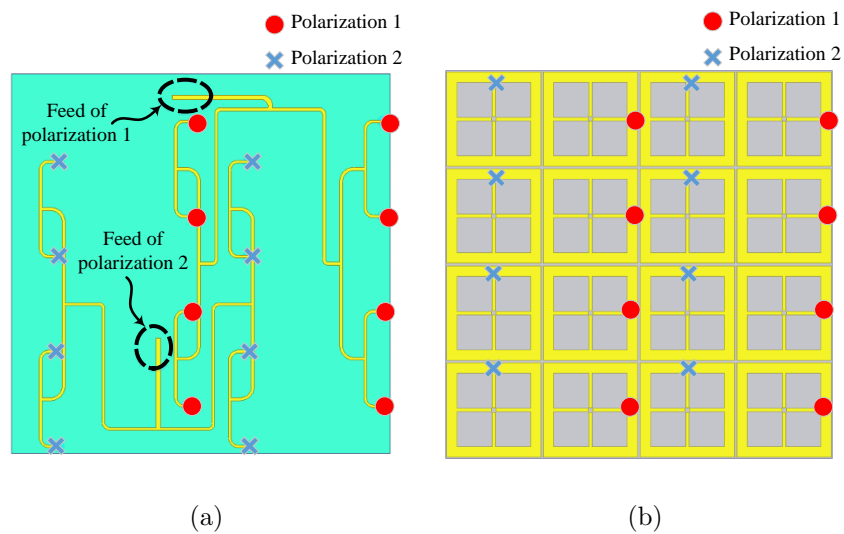 Polarization 1
Polarization 2
Feed of
polarization 1
Feed of
polarization 2
(a)
Polarization 1
Polarization 2
(b)